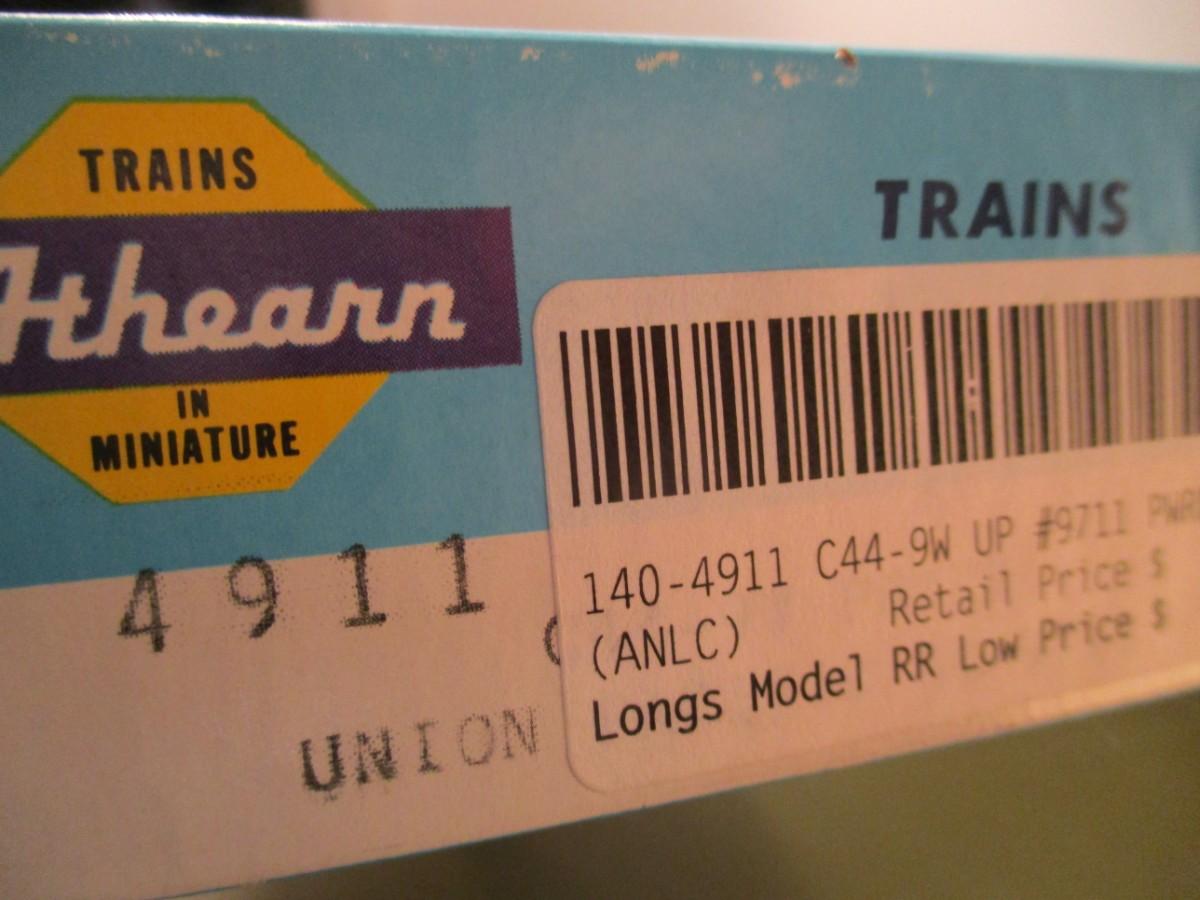 TRAINS
Athearn
IN
MINIATURE
TRAINS
4911
UNION
140-4911 C44-9W UP #9711 PWR
(ANLC) Retail Price $
Longs Model RR Low Price $